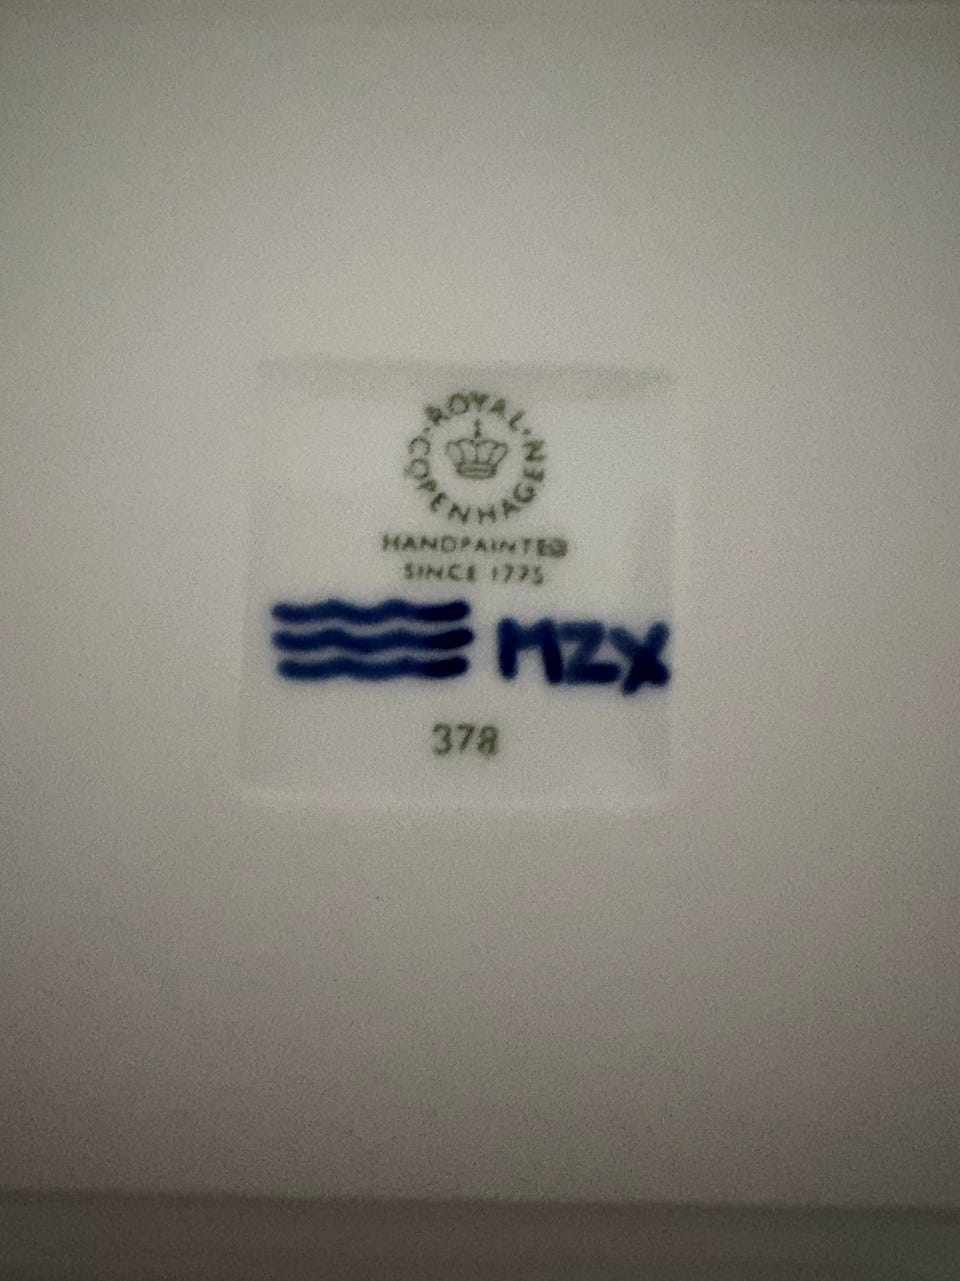 ROYAL COPENHAGEN
HANDPAINTED
SINCE 1775
MZX
378